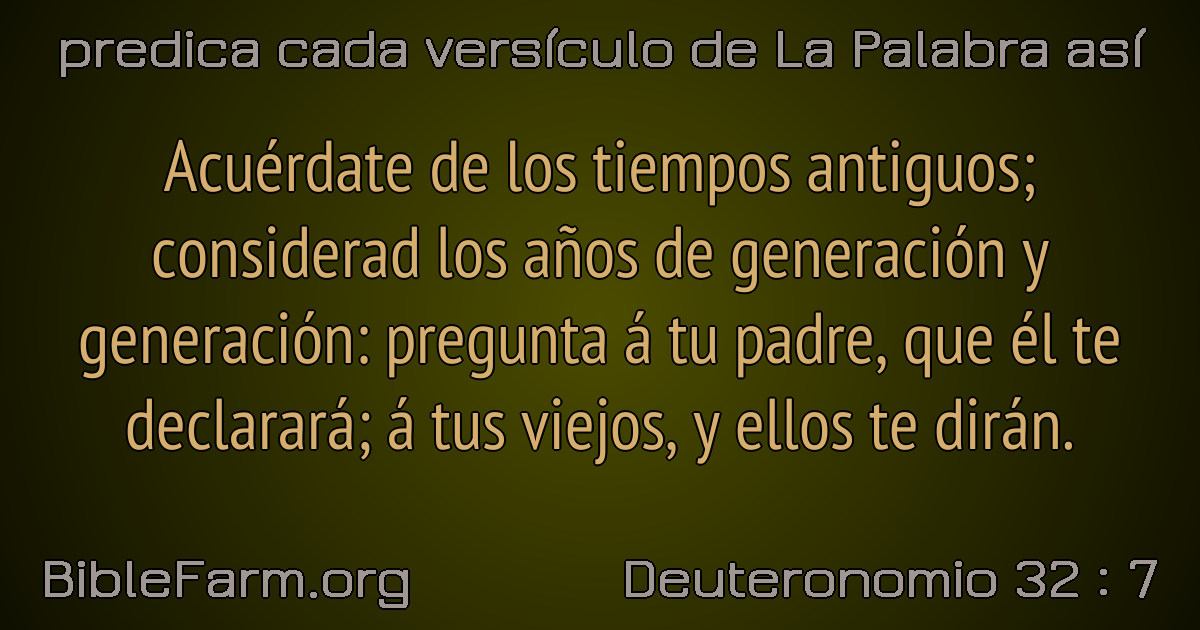 predica cada versículo de La Palabra así
Acuérdate de los tiempos antiguos;
considerad los años de generación y
generación: pregunta á tu padre, que él te
declarará; á tus viejos, y ellos te dirán.
BibleFarm.org
Deuteronomio 32 : 7